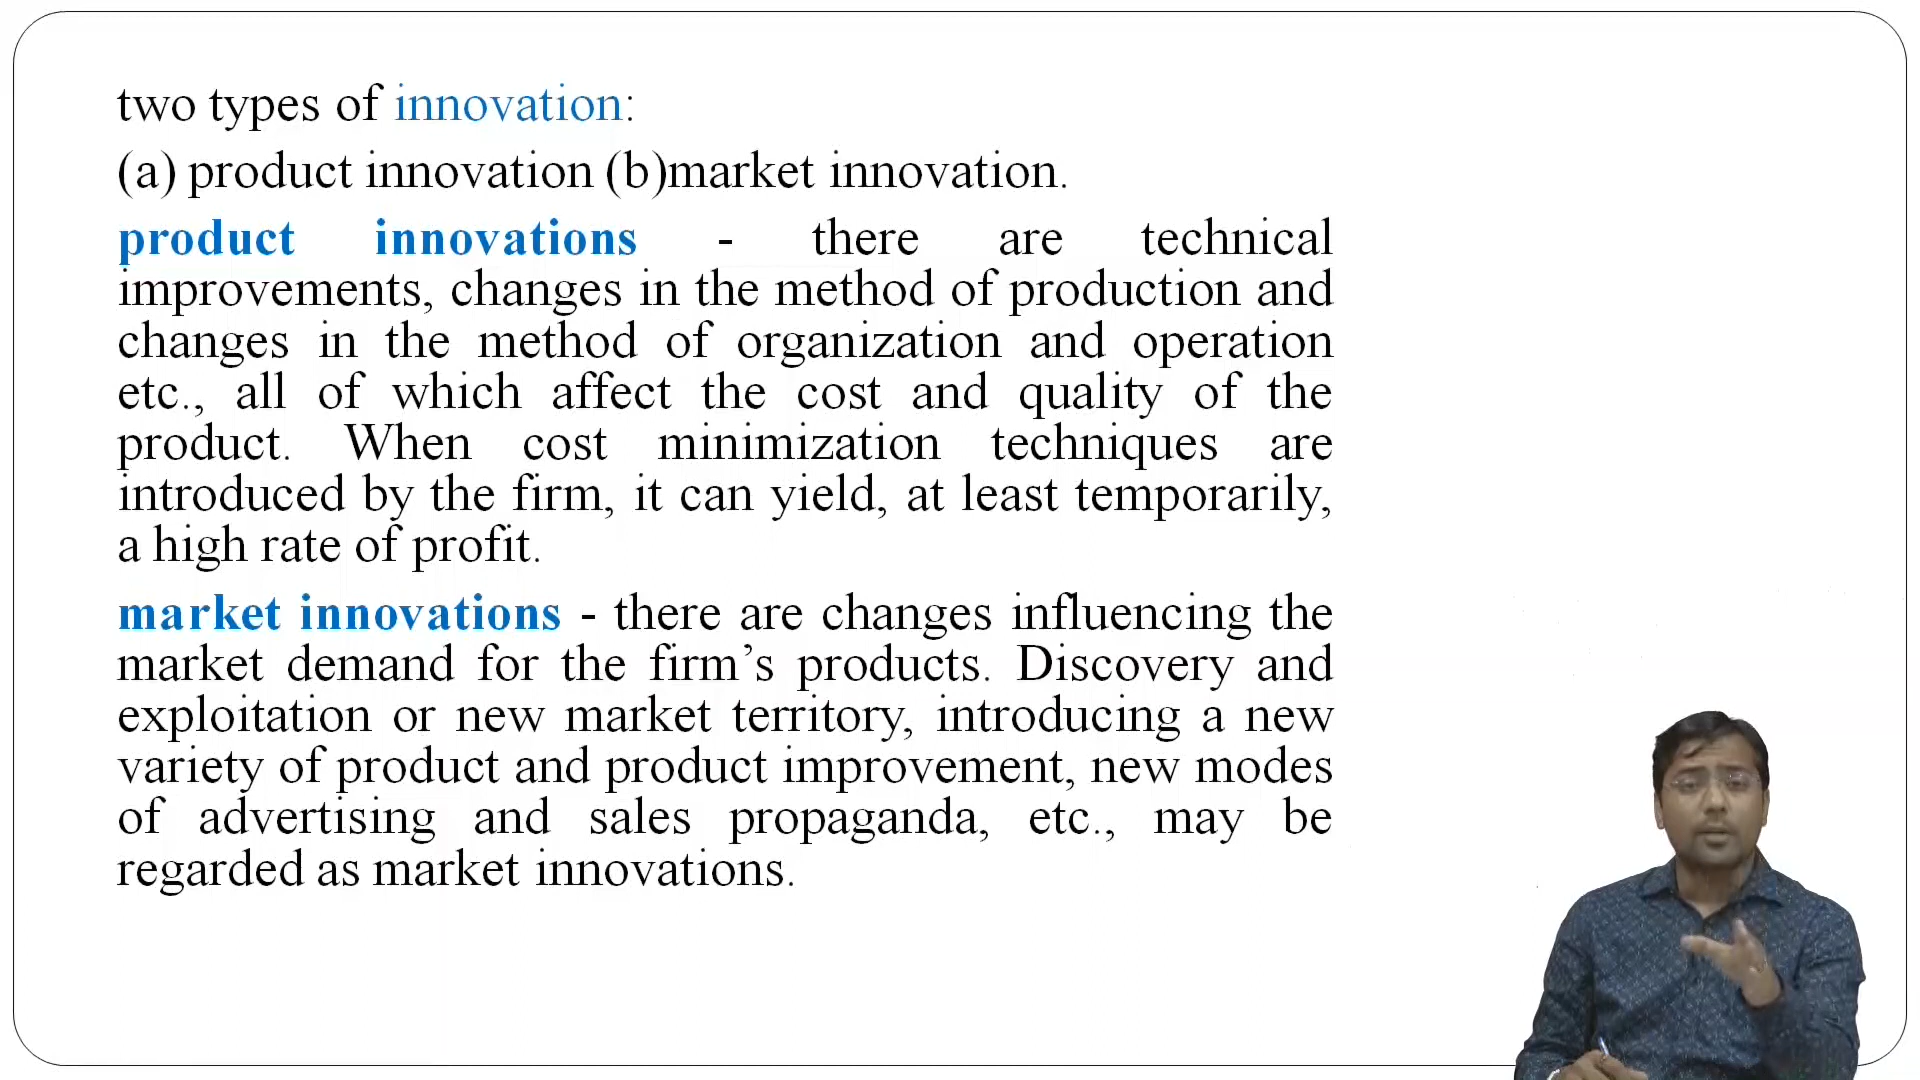 two types of innovation:
(a) product innovation (b)market innovation.
product innovations - there are technical
improvements, changes in the method of production and
changes in the method of organization and operation
etc., all of which affect the cost and quality of the
product. When cost minimization techniques are
introduced by the firm, it can yield, at least temporarily,
a high rate of profit.
market innovations - there are changes influencing the
market demand for the firm’s products. Discovery and
exploitation or new market territory, introducing a new
variety of product and product improvement, new modes
of advertising and sales propaganda, etc., may be
regarded as market innovations.